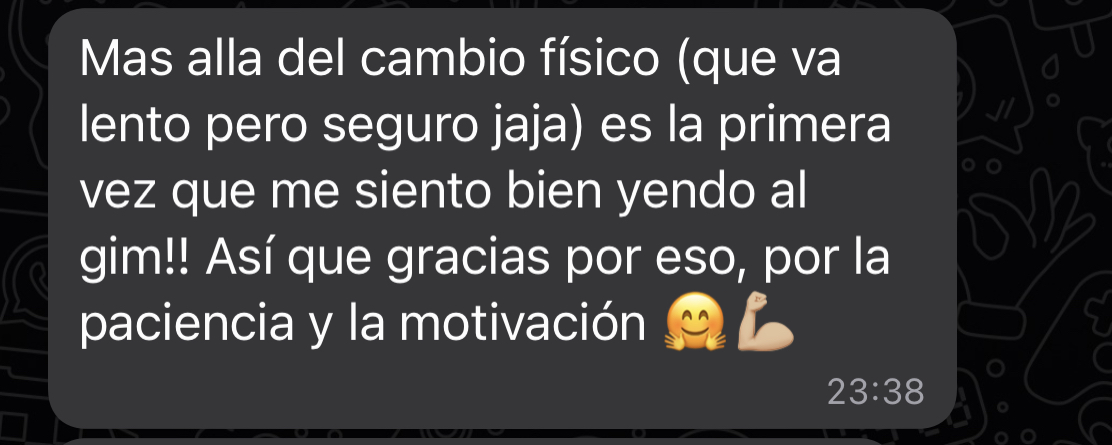 Mas alla del cambio físico (que va
lento pero seguro jaja) es la primera
vez que me siento bien yendo al
gim!! Así que gracias por eso, por la
paciencia y la motivación 🤗💪🏼
23:38